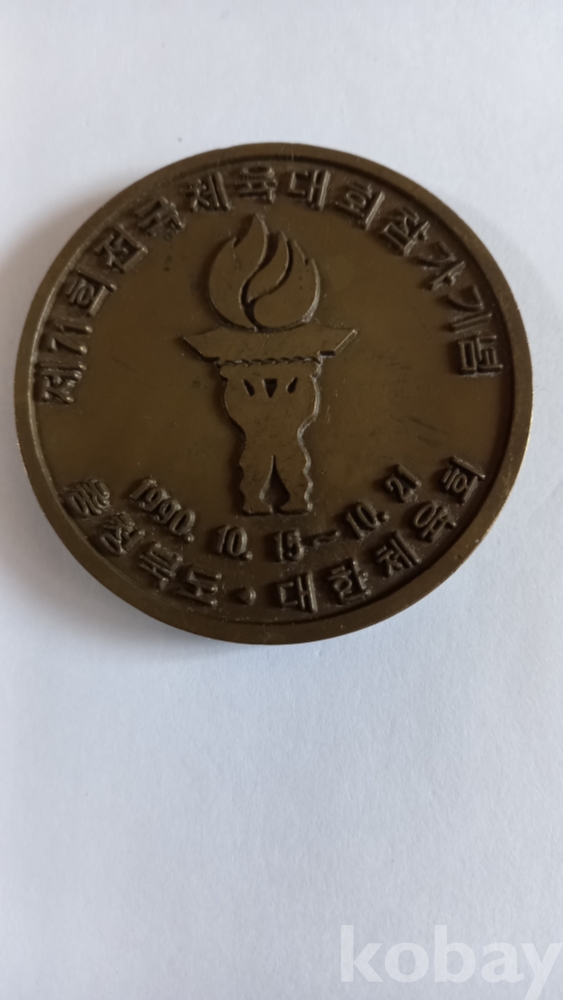 제71회전국체육대회참가기념
1990. 10. 15~10. 21
충청북도·대한체육회
kobay